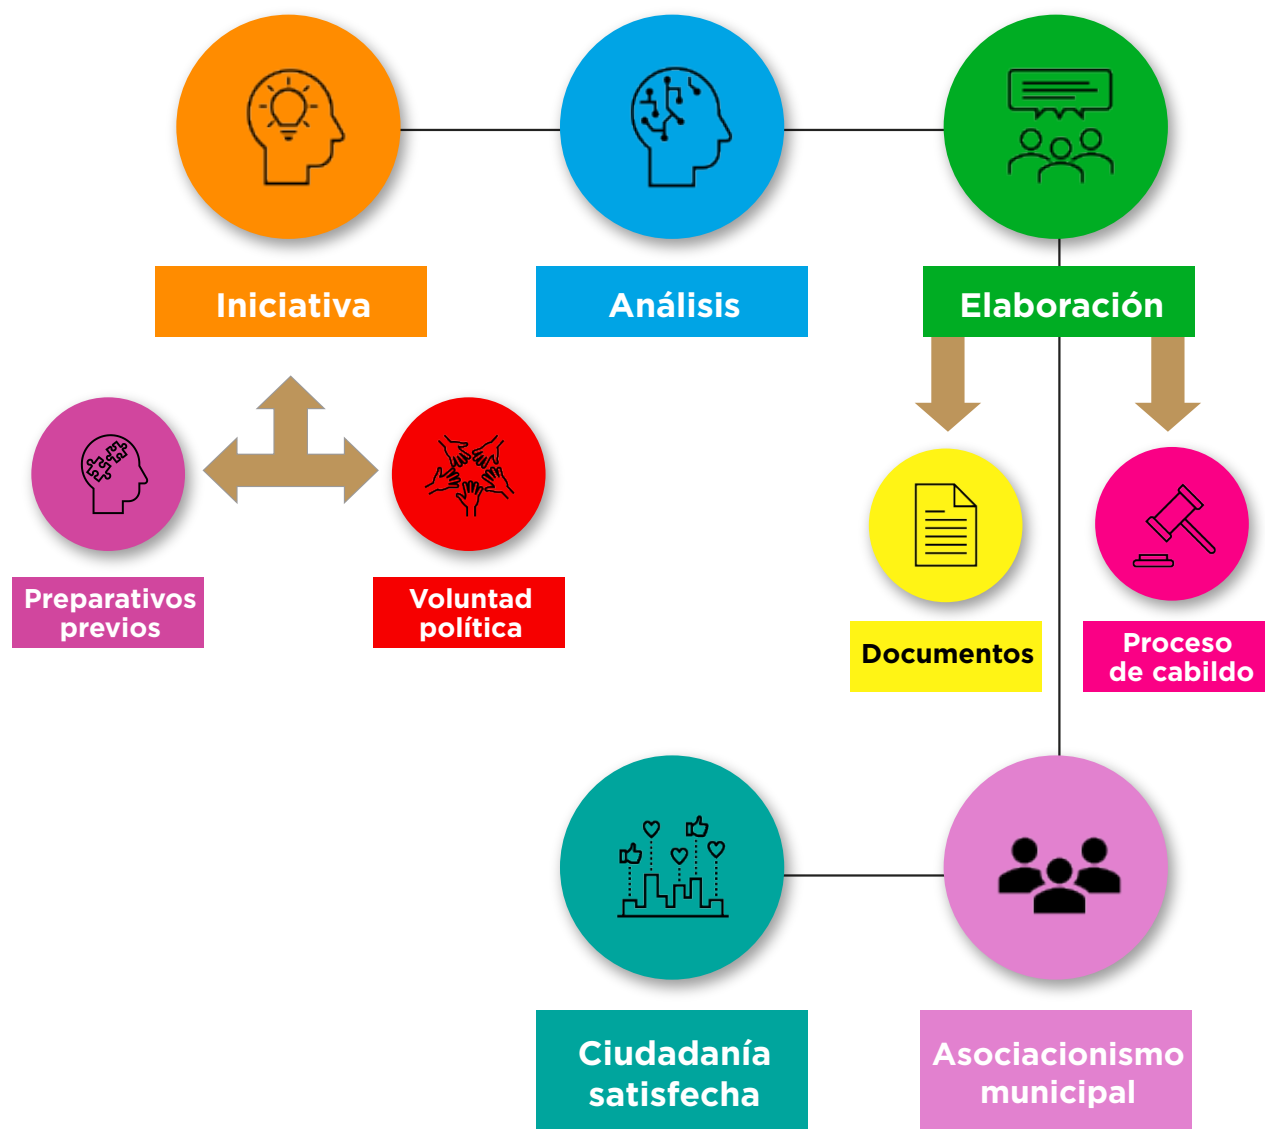 Iniciativa
Análisis
Elaboración
Preparativos
previos
Voluntad
política
Documentos
Proceso
de cabildo
Ciudadanía
satisfecha
Asociacionismo
municipal